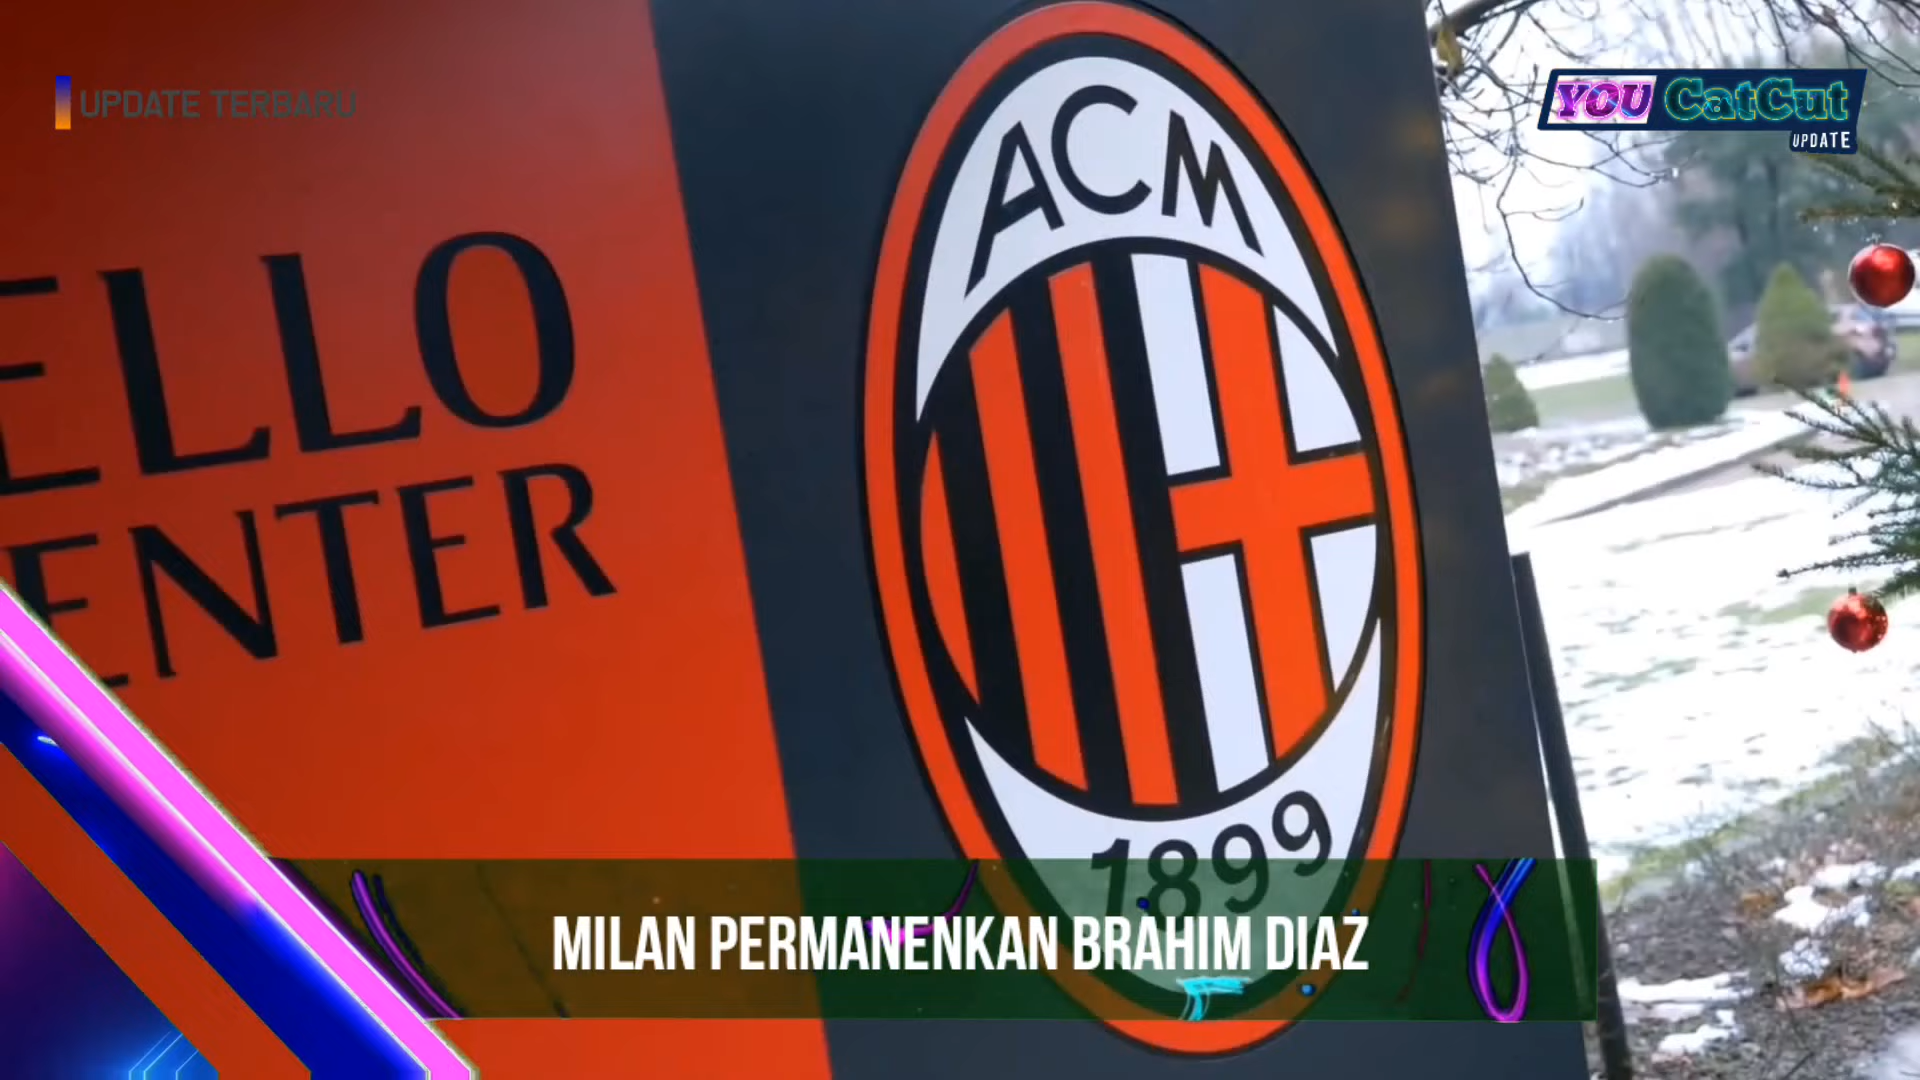 UPDATE TERBARU
YOU CatCut
UPDATE
ELLO
ENTER
ACM
1899
MILAN PERMANENKAN BRAHIM DIAZ